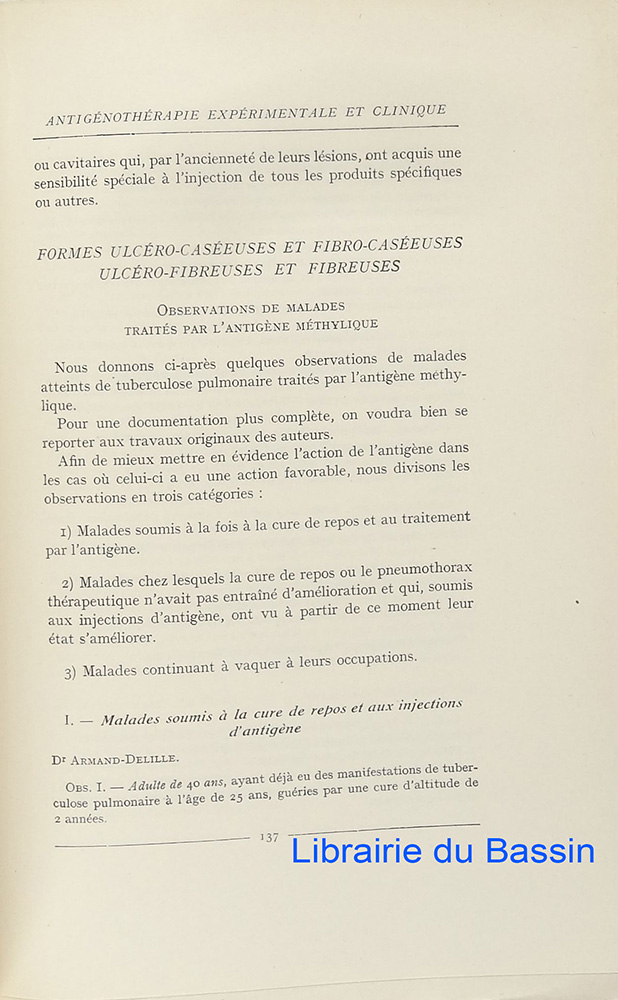 ANTIGÉNOTHÉRAPIE EXPÉRIMENTALE ET CLINIQUE
ou cavitaires qui, par l'ancienneté de leurs lésions, ont acquis une
sensibilité spéciale à l'injection de tous les produits spécifiques
ou autres.
FORMES ULCÉRO-CASÉEUSES ET FIBRO-CASÉEUSES
ULCÉRO-FIBREUSES ET FIBREUSES
OBSERVATIONS DE MALADES
TRAITÉS PAR L'ANTIGÈNE MÉTHYLIQUE
Nous donnons ci-après quelques observations de malades
atteints de tuberculose pulmonaire traités par l'antigène méthy-
lique.
Pour une documentation plus complète, on voudra bien se
reporter aux travaux originaux des auteurs.
Afin de mieux mettre en évidence l'action de l'antigène dans
les cas où celui-ci a eu une action favorable, nous divisons les
observations en trois catégories :
1) Malades soumis à la fois à la cure de repos et au traitement
par l'antigène.
2) Malades chez lesquels la cure de repos ou le pneumothorax
thérapeutique n'avait pas entraîné d'amélioration et qui, soumis
aux injections d'antigène, ont vu à partir de ce moment leur
état s'améliorer.
3) Malades continuant à vaquer à leurs occupations.
I. — Malades soumis à la cure de repos et aux injections
d'antigène
Dr ARMAND-DELILLE.
OBS. I. — Adulte de 40 ans, ayant déjà eu des manifestations de tuber-
culose pulmonaire à l'âge de 25 ans, guéries par une cure d'altitude de
2 années.
137
Librairie du Bassin